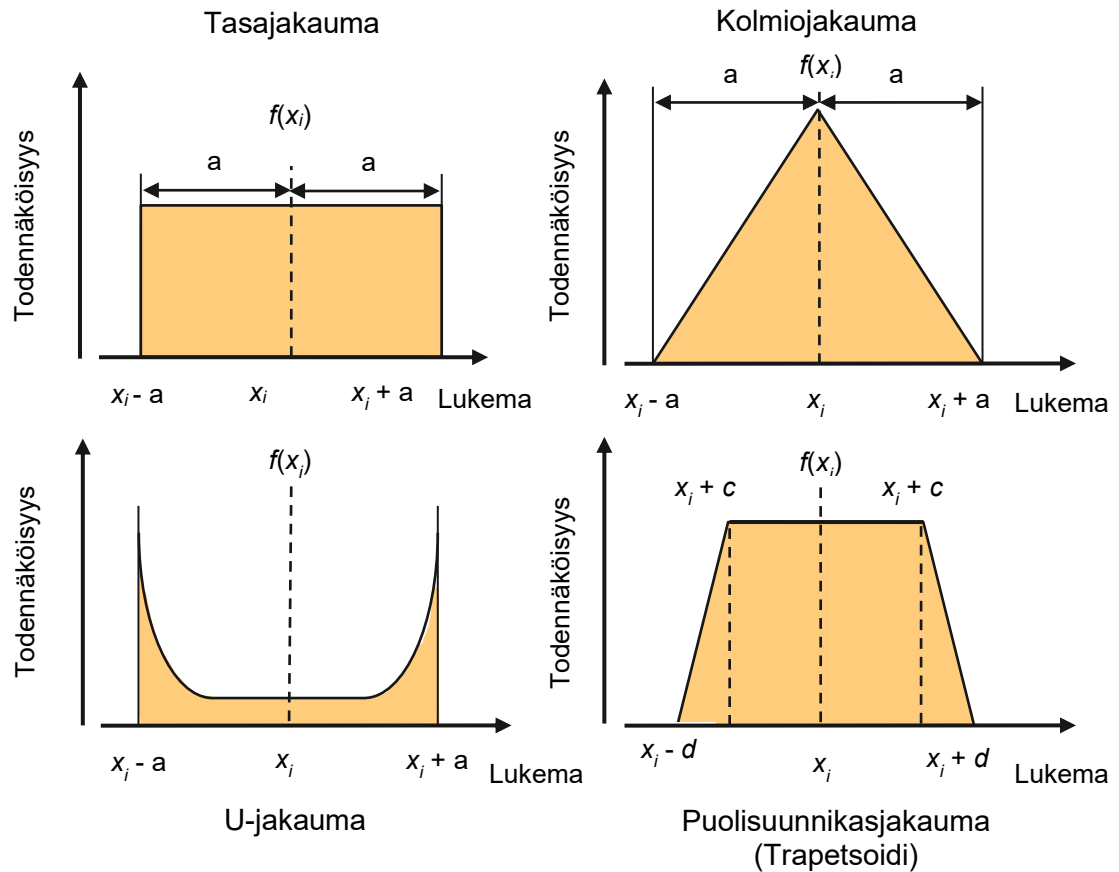 Tasajakauma
Todennäköisyys
f(xᵢ)
a
a
xᵢ - a
xᵢ
xᵢ + a
Lukema
Kolmiojakauma
Todennäköisyys
a
f(xᵢ)
a
xᵢ - a
xᵢ
xᵢ + a
Lukema
Todennäköisyys
f(xᵢ)
xᵢ - a
xᵢ
xᵢ + a
Lukema
U-jakauma
Todennäköisyys
f(xᵢ)
xᵢ + c
xᵢ + c
xᵢ - d
xᵢ
xᵢ + d
Lukema
Puolisuunnikasjakauma
(Trapetsoidi)